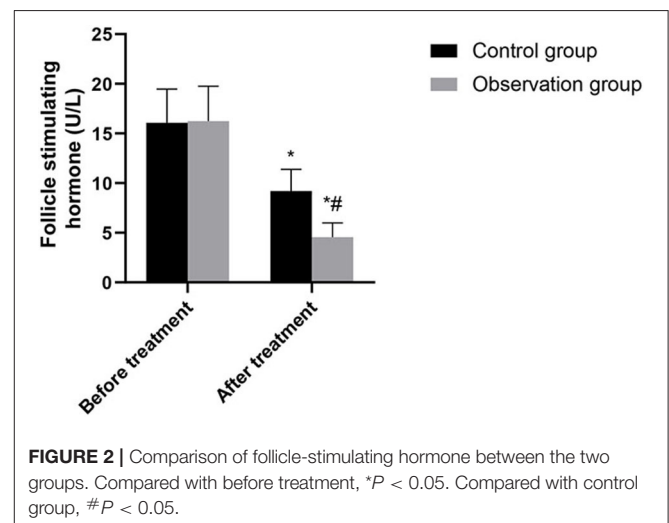 25
20
15
10
5
0
Follicle stimulating
hormone (U/L)
Control group
Observation group
*
*#
Before treatment
After treatment
FIGURE 2 | Comparison of follicle-stimulating hormone between the two
groups. Compared with before treatment, *P < 0.05. Compared with control
group, #P < 0.05.